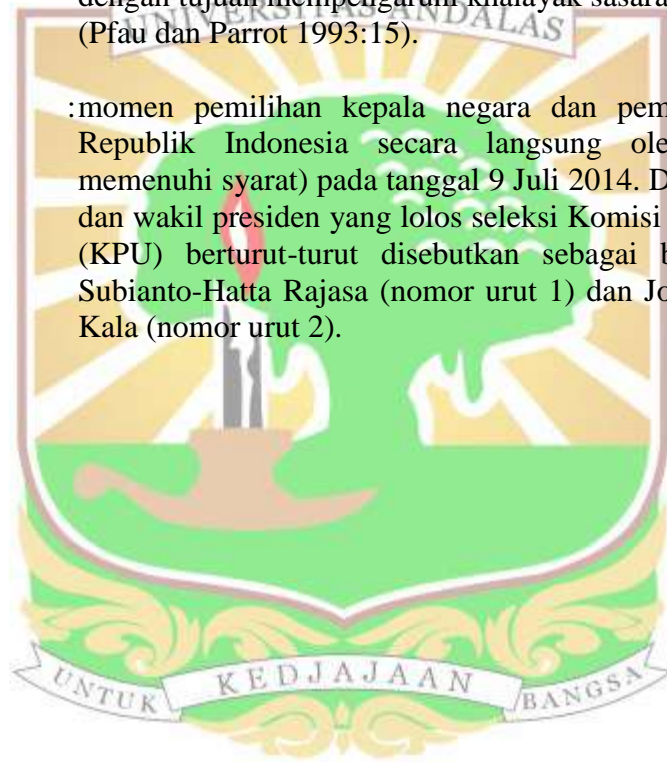 dengan tujuan mempengaruhi khalayak sasara
UNIVERSITAS ANDALAS
(Pfau dan Parrot 1993:15).
:momen pemilihan kepala negara dan pem
Republik Indonesia secara langsung ole
memenuhi syarat) pada tanggal 9 Juli 2014. D
dan wakil presiden yang lolos seleksi Komisi
(KPU) berturut-turut disebutkan sebagai b
Subianto-Hatta Rajasa (nomor urut 1) dan Jo
Kala (nomor urut 2).
UNTUK KEDJAJAAN BANGSA